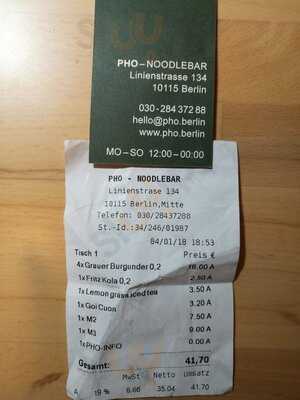 PHO – NOODLEBAR
Linienstrasse 134
10115 Berlin
030 - 284 372 88
hello@pho.berlin
www.pho.berlin
MO – SO 12:00 – 00:00
PHO - NOODLEBAR
Linienstrase 134
10115 Berlin,Mitte
Telefon: 030/28437288
St.-Id.:34/246/01987
04/01/18 18:53
Tisch 1 Preis €
4x Grauer Burgunder 0,2 16.00 A
1x Fritz Kola 0,2 2.50 A
1x Lemon grass iced tea 3.50 A
1x Goi Cuon 3.20 A
1x M2 7.50 A
1x M3 9.00 A
1x PHO-INFO 0.00 A
Gesamt: 41,70
MwSt Netto Umsatz
A 19 % 6.66 35.04 41.70